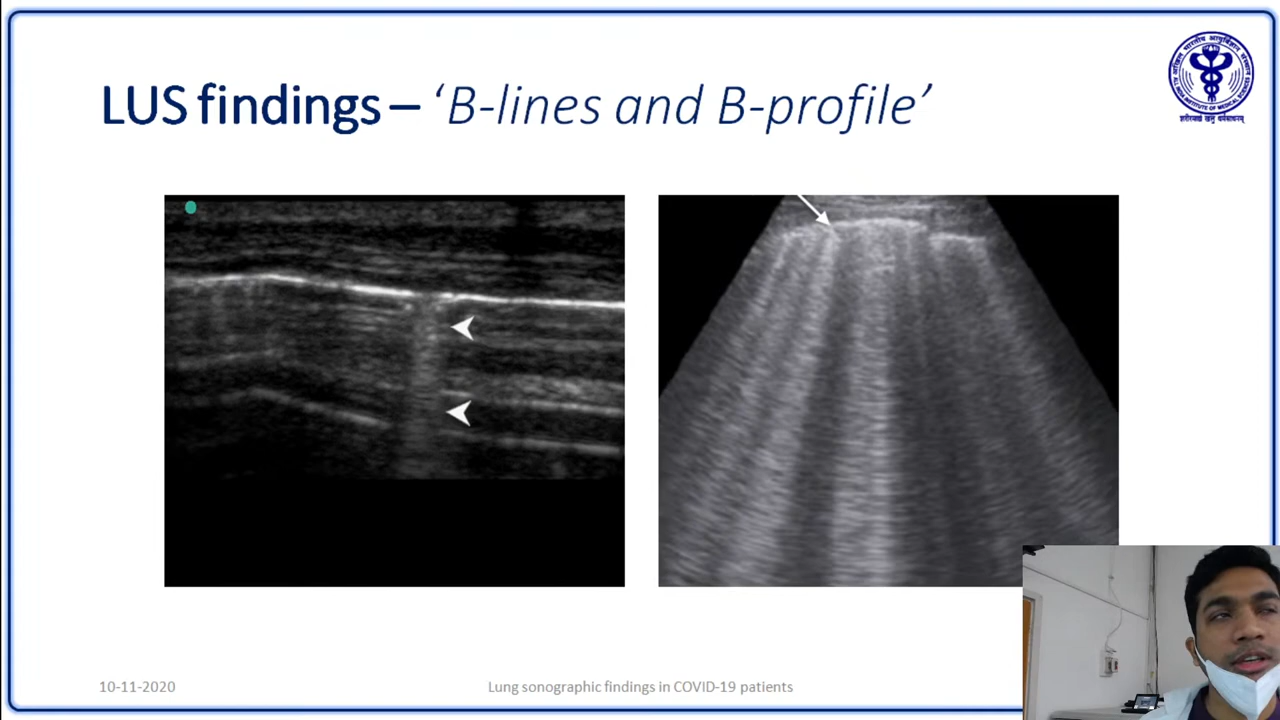 LUS findings – ‘B-lines and B-profile’
10-11-2020
Lung sonographic findings in COVID-19 patients